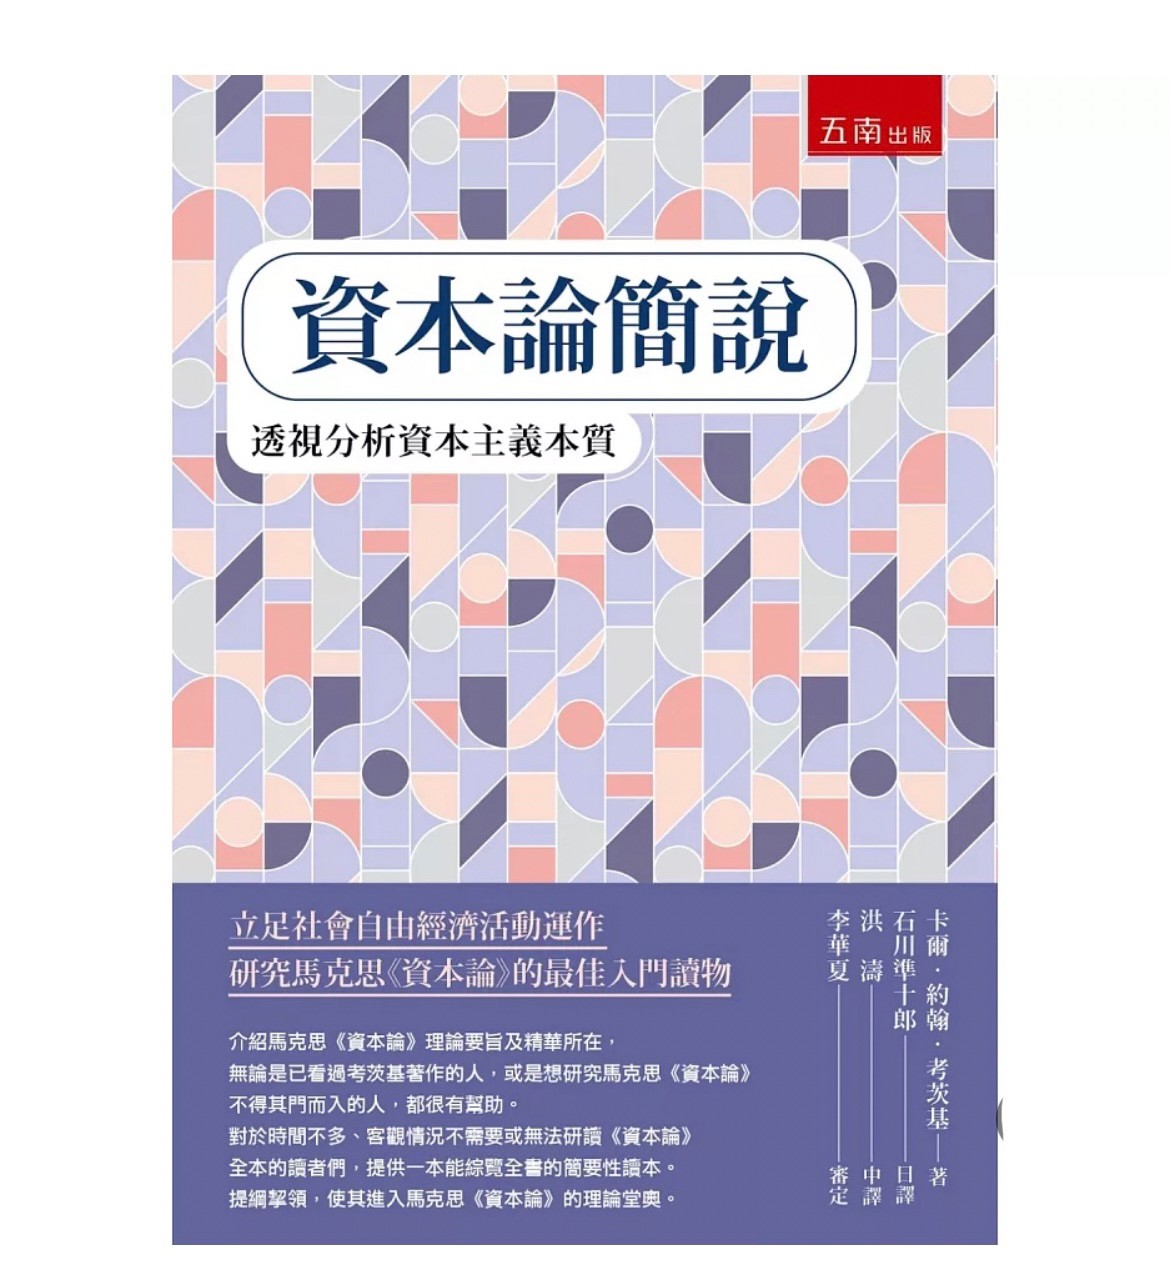 五南出版
資本論簡說
透視分析資本主義本質
立足社會自由經濟活動運作
研究馬克思《資本論》的最佳入門讀物
介紹馬克思《資本論》理論要旨及精華所在，
無論是已看過考茨基著作的人，或是想研究馬克思《資本論》
不得其門而入的人，都很有幫助。
對於時間不多、客觀情況不需要或無法研讀《資本論》
全本的讀者們，提供一本能綜覽全書的簡要性讀本。
提綱挈領，使其進入馬克思《資本論》的理論堂奧。
卡爾．約翰．考茨基——著
石川準十郎——日譯
洪　濤——中譯
李華夏——審定